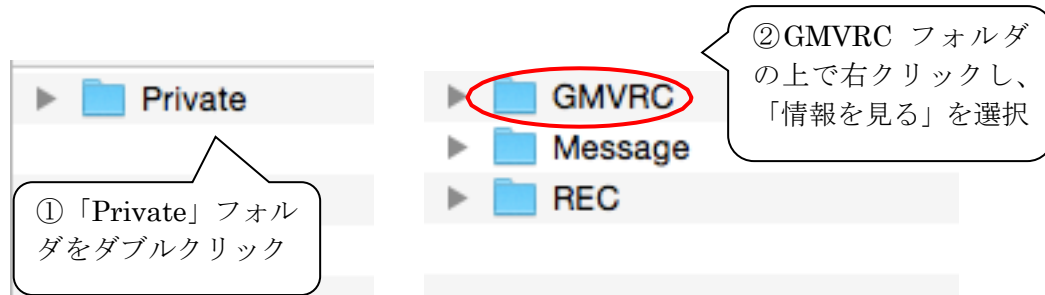 Private
①「Private」フォル
ダをダブルクリック
②GMVRC フォルダ
の上で右クリックし、
「情報を見る」を選択
GMVRC
Message
REC